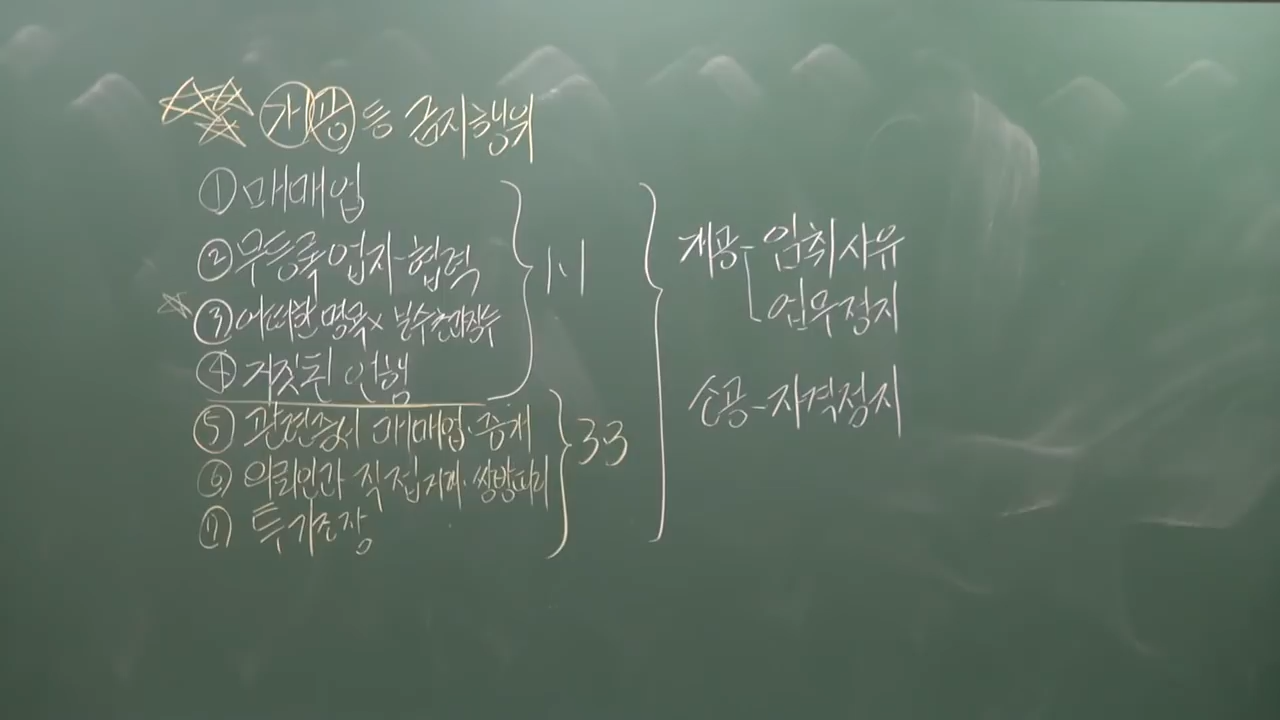 개공 등 금지행위
① 매매업
② 무등록업자-협력
③ 어떠한 명목× 보수초과금수
④ 거짓된 언행
⑤ 관련증서 매매업·중개
⑥ 의뢰인과 직접거래·쌍방대리
⑦ 투기조장
1·1
3·3
개공-임취사유
업무정지
소공-자격정지